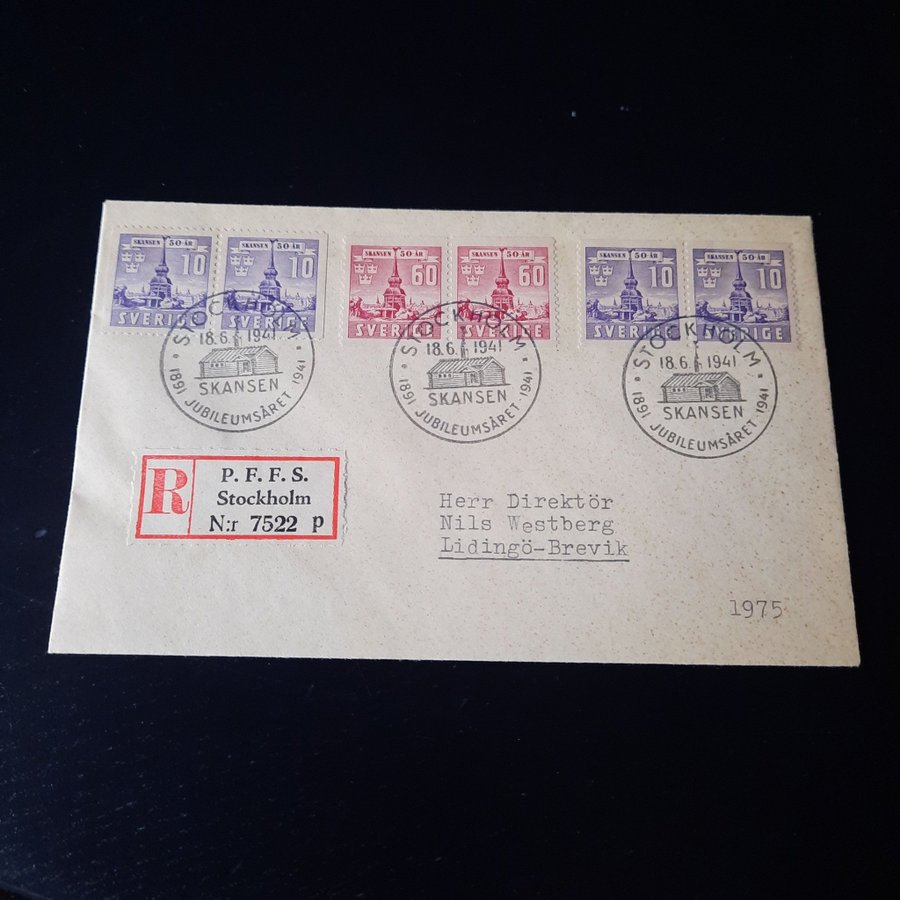 SKANSEN 50 ÅR
10
SVERIGE
SKANSEN 50 ÅR
10
SVERIGE
SKANSEN 50 ÅR
60
SVERIGE
SKANSEN 50 ÅR
60
SVERIGE
SKANSEN 50 ÅR
10
SVERIGE
SKANSEN 50 ÅR
10
SVERIGE
STOCKHOLM
18.6. 1941
SKANSEN
1891 JUBILEUMSÅRET 1941
STOCKHOLM
18.6. 1941
SKANSEN
1891 JUBILEUMSÅRET 1941
STOCKHOLM
18.6. 1941
SKANSEN
1891 JUBILEUMSÅRET 1941
R
P. F. F. S.
Stockholm
N:r 7522 p
Herr Direktör
Nils Westberg
Lidingö-Brevik
1975